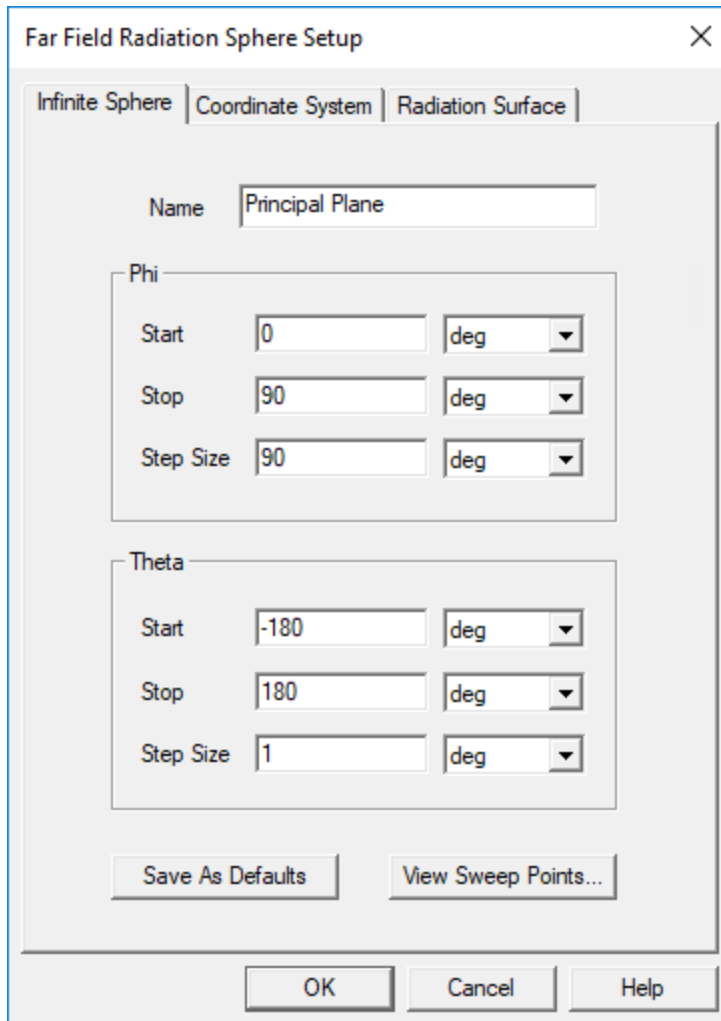 Far Field Radiation Sphere Setup
Infinite Sphere Coordinate System Radiation Surface
Name Principal Plane
Phi
Start 0 deg
Stop 90 deg
Step Size 90 deg
Theta
Start -180 deg
Stop 180 deg
Step Size 1 deg
Save As Defaults View Sweep Points...
OK Cancel Help